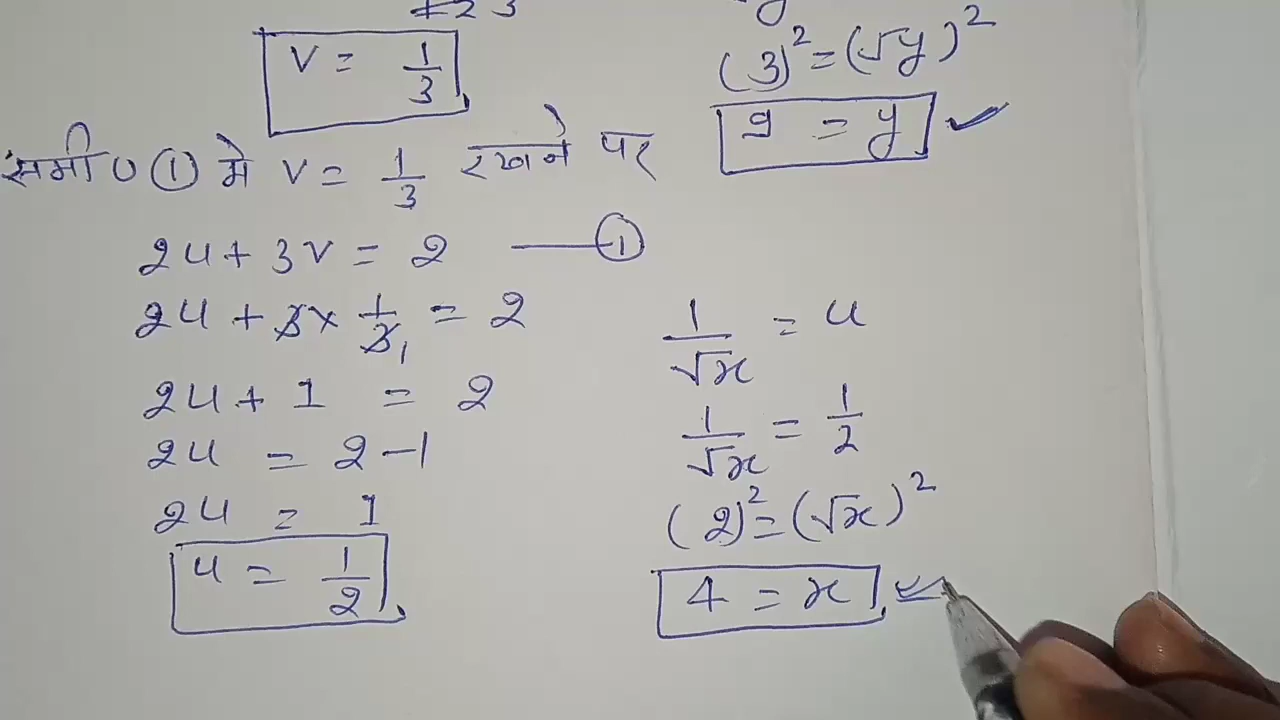 V = 1/3
समी० ① मे V = 1/3 रखने पर
2u + 3v = 2 —— ①
2u + 3 × 1/3 1 = 2
2u + 1 = 2
2u = 2 - 1
2u = 1
u = 1/2
(3)² = (√y)²
9 = y
1/√x = u
1/√x = 1/2
(2)² = (√x)²
4 = x